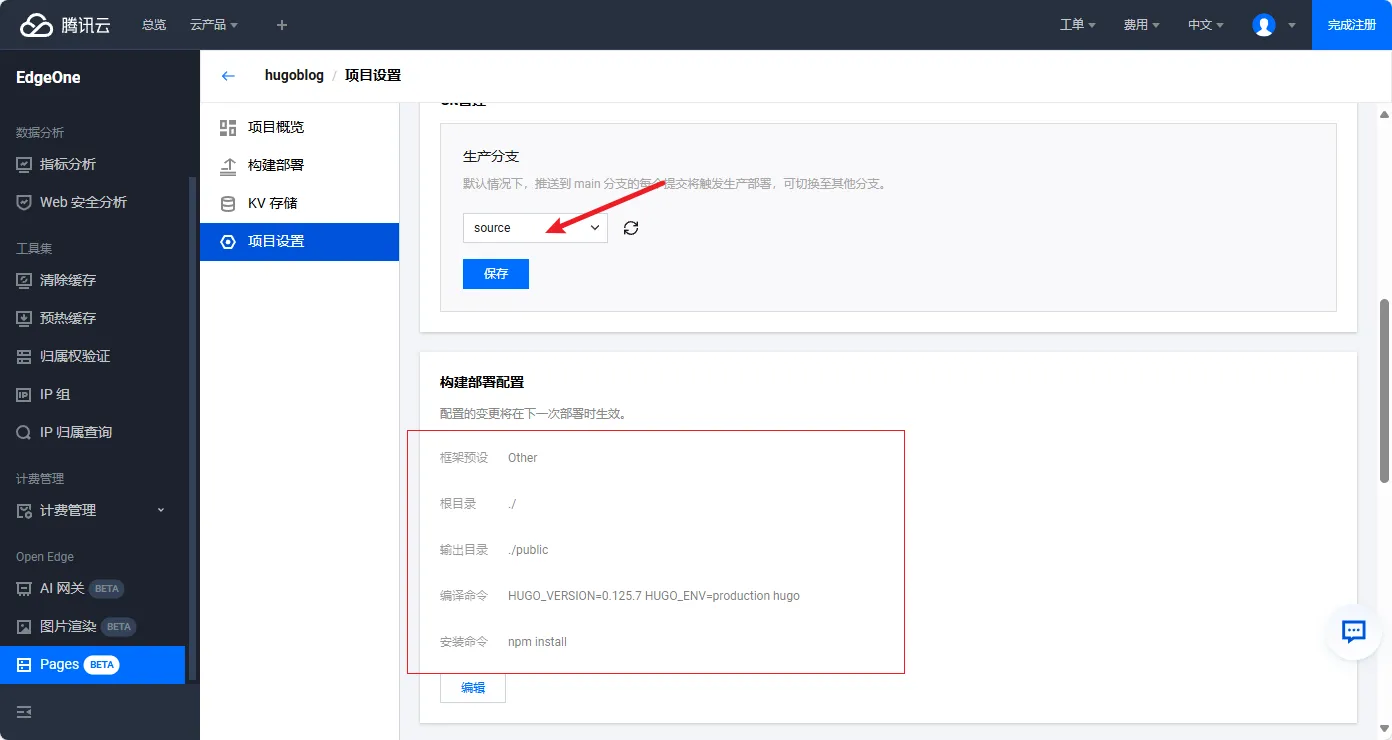 腾讯云
总览
云产品
工单
费用
中文
完成注册
EdgeOne
数据分析
指标分析
Web 安全分析
工具集
清除缓存
预热缓存
归属权验证
IP 组
IP 归属查询
计费管理
计费管理
Open Edge
AI 网关 BETA
图片渲染 BETA
Pages BETA
hugoblog / 项目设置
项目概览
构建部署
KV 存储
项目设置
生产分支
默认情况下，推送到 main 分支的每个提交将触发生产部署，可切换至其他分支。
source
保存
构建部署配置
配置的变更将在下一次部署时生效。
框架预设 Other
根目录 ./
输出目录 ./public
编译命令 HUGO_VERSION=0.125.7 HUGO_ENV=production hugo
安装命令 npm install
编辑